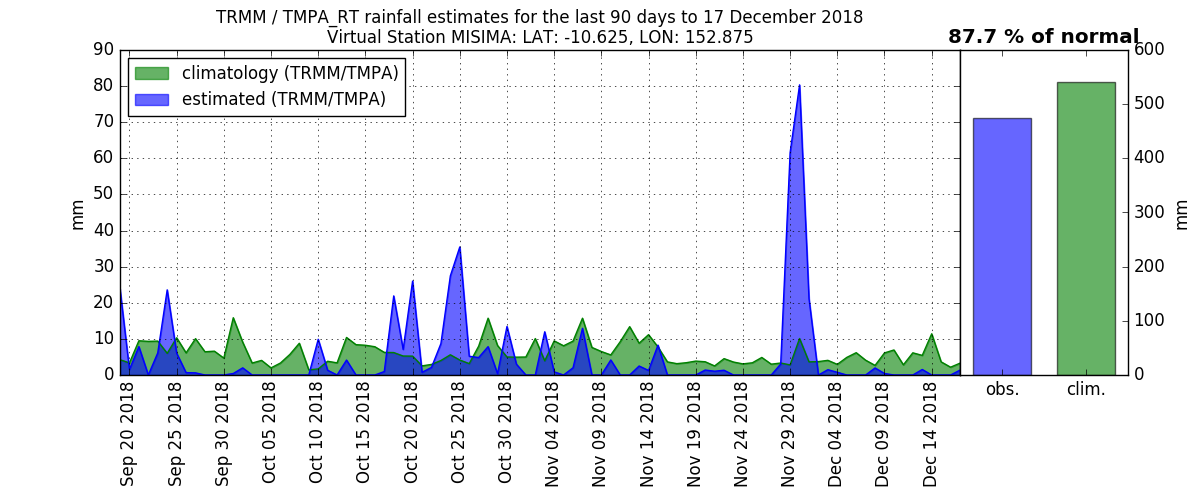 TRMM / TMPA_RT rainfall estimates for the last 90 days to 17 December 2018
Virtual Station MISIMA: LAT: -10.625, LON: 152.875
87.7 % of normal
climatology (TRMM/TMPA)
estimated (TRMM/TMPA)
90
80
70
60
50
40
30
20
10
0
mm
Sep 20 2018
Sep 25 2018
Sep 30 2018
Oct 05 2018
Oct 10 2018
Oct 15 2018
Oct 20 2018
Oct 25 2018
Oct 30 2018
Nov 04 2018
Nov 09 2018
Nov 14 2018
Nov 19 2018
Nov 24 2018
Nov 29 2018
Dec 04 2018
Dec 09 2018
Dec 14 2018
obs.
clim.
600
500
400
300
200
100
0
mm